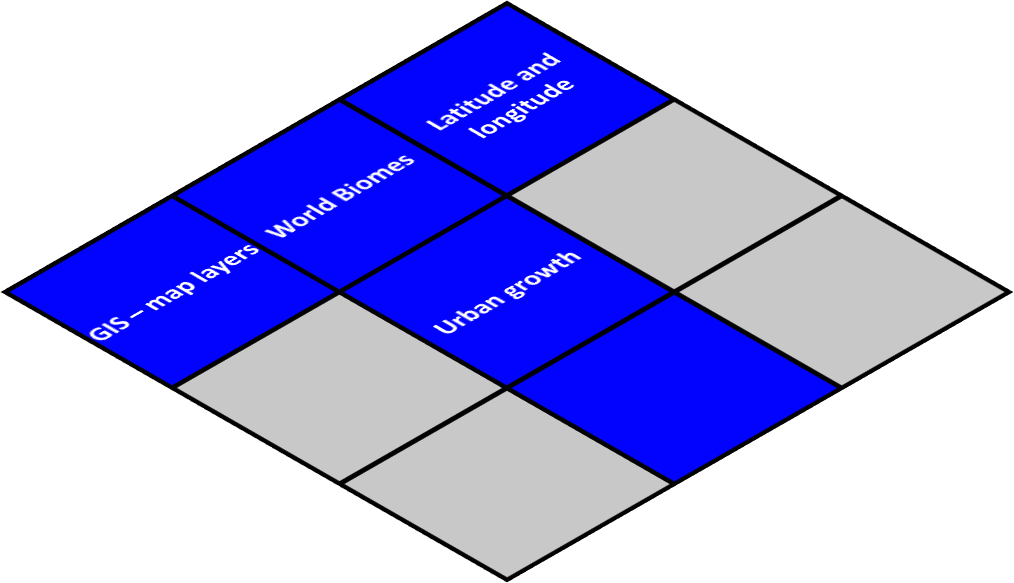 Latitude and
longitude
World Biomes
GIS – map layers
Urban growth